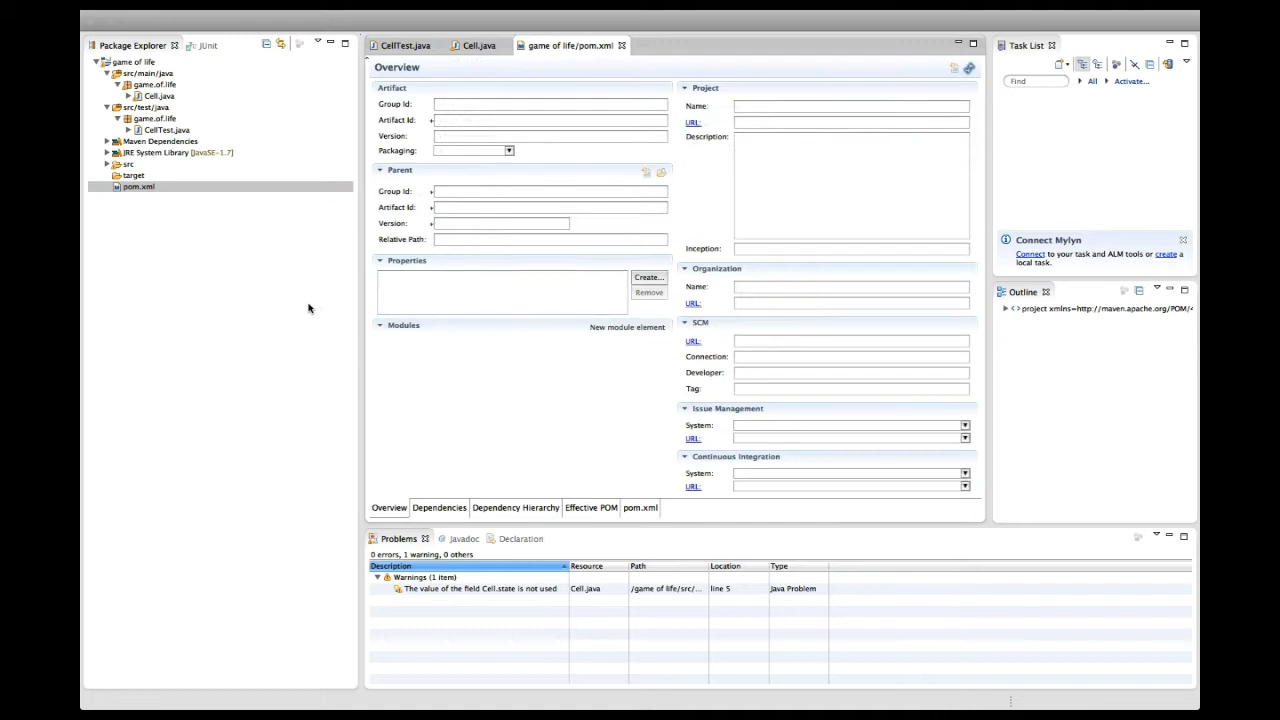 Package Explorer
JUnit
game of life
src/main/java
game.of.life
Cell.java
src/test/java
game.of.life
CellTest.java
Maven Dependencies
JRE System Library [JavaSE-1.7]
src
target
pom.xml
CellTest.java
Cell.java
game of life/pom.xml
Overview
Artifact
Group Id:
Artifact Id:
Version:
Packaging:
Parent
Group Id:
Artifact Id:
Version:
Relative Path:
Properties
Create...
Remove
Modules
New module element
Project
Name:
URL:
Description:
Inception:
Organization
Name:
URL:
SCM
URL:
Connection:
Developer:
Tag:
Issue Management
System:
URL:
Continuous Integration
System:
URL:
Overview
Dependencies
Dependency Hierarchy
Effective POM
pom.xml
Problems
Javadoc
Declaration
0 errors, 1 warning, 0 others
Description
Resource
Path
Location
Type
Warnings (1 item)
The value of the field Cell.state is not used
Cell.java
/game of life/src/...
line 5
Java Problem
Task List
Find
All
Activate...
Connect Mylyn
Connect to your task and ALM tools or create a
local task.
Outline
project xmlns=http://maven.apache.org/POM/4